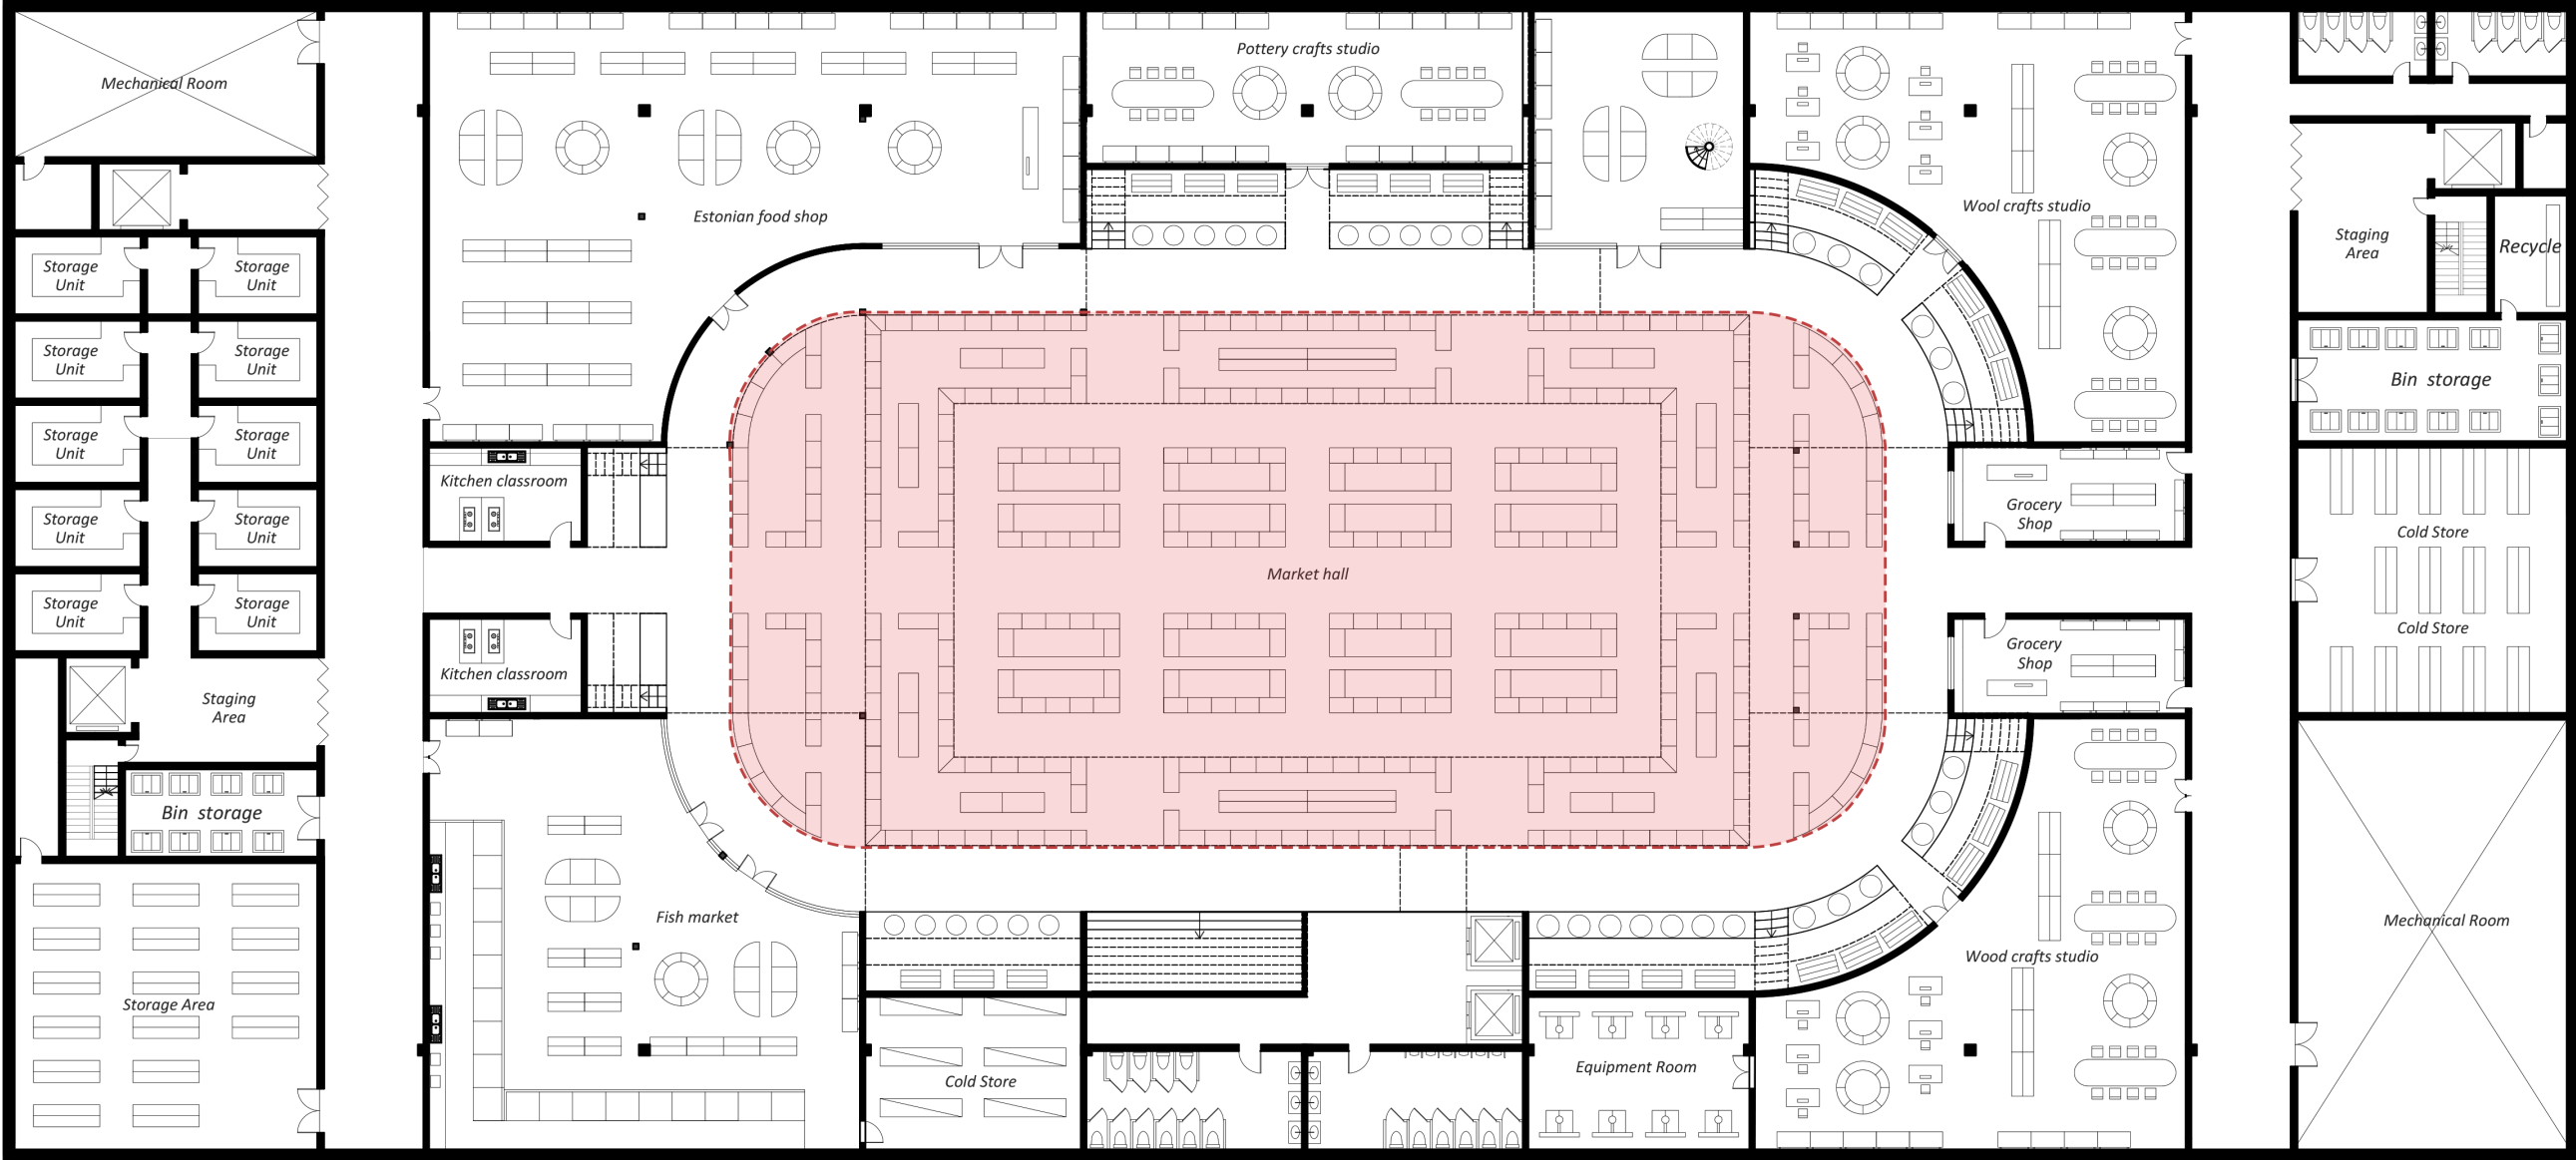 Mechanical Room
Pottery crafts studio
Estonian food shop
Wool crafts studio
Staging
Area
Recycle
Storage
Unit
Storage
Unit
Storage
Unit
Storage
Unit
Bin storage
Storage
Unit
Storage
Unit
Kitchen classroom
Grocery
Shop
Storage
Unit
Storage
Unit
Cold Store
Market hall
Storage
Unit
Storage
Unit
Cold Store
Kitchen classroom
Grocery
Shop
Staging
Area
Bin storage
Fish market
Mechanical Room
Wood crafts studio
Storage Area
Cold Store
Equipment Room